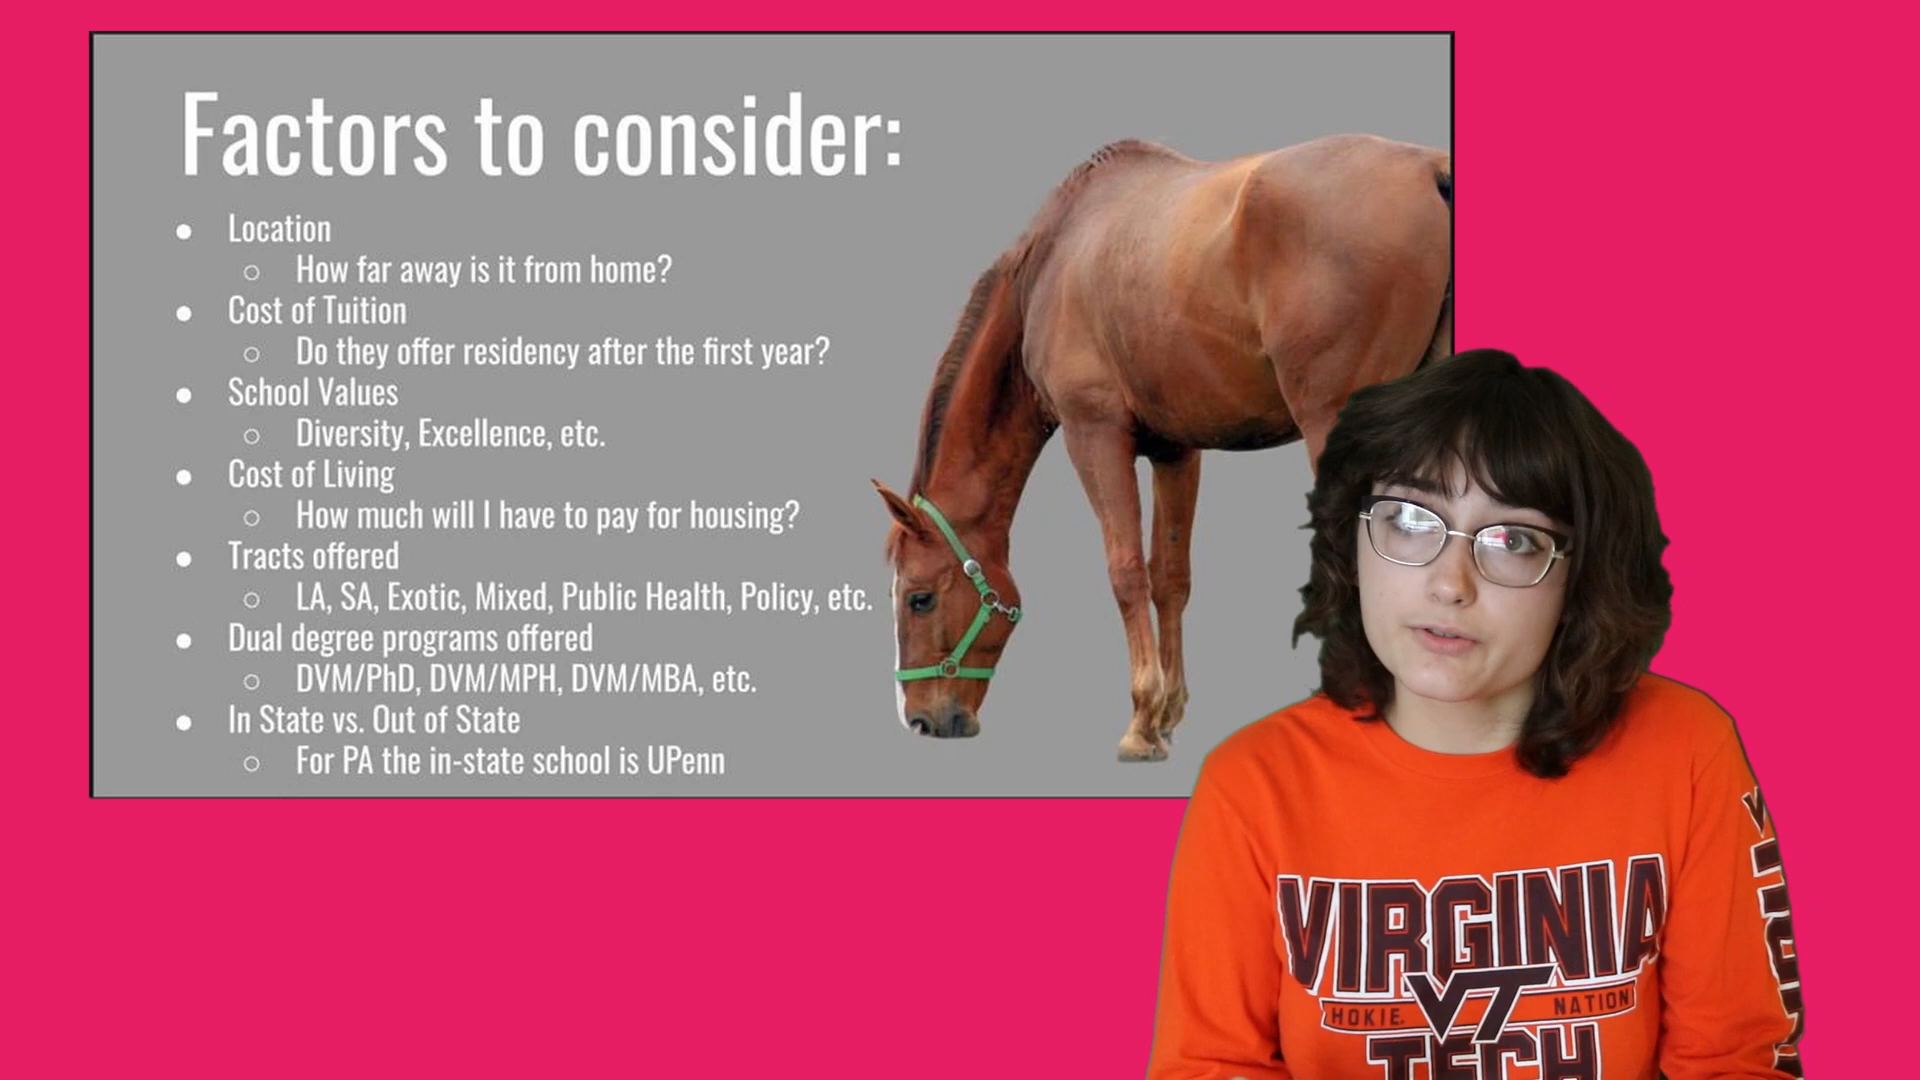 Factors to consider:
● Location
○ How far away is it from home?
● Cost of Tuition
○ Do they offer residency after the first year?
● School Values
○ Diversity, Excellence, etc.
● Cost of Living
○ How much will I have to pay for housing?
● Tracts offered
○ LA, SA, Exotic, Mixed, Public Health, Policy, etc.
● Dual degree programs offered
○ DVM/PhD, DVM/MPH, DVM/MBA, etc.
● In State vs. Out of State
○ For PA the in-state school is UPenn
VIRGINIA
VT
HOKIE NATION
TECH